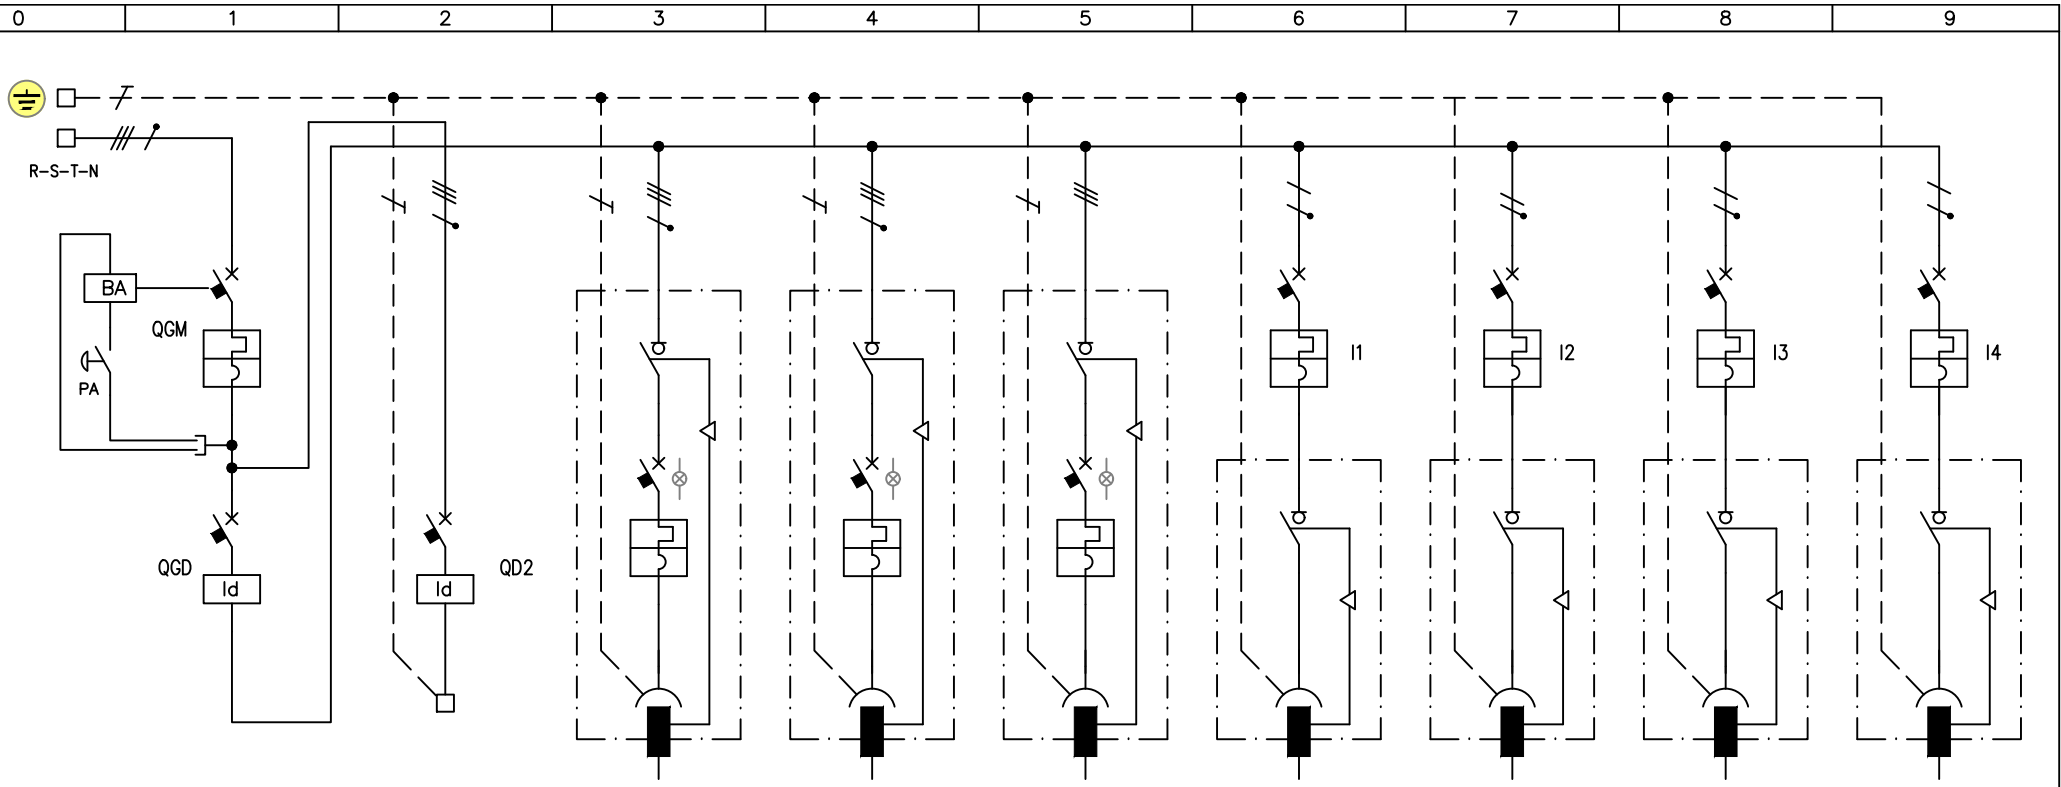 0 1 2 3 4 5 6 7 8 9
R-S-T-N
BA
QGM
PA
I1 I2 I3 I4
QGD
QD2
Id Id